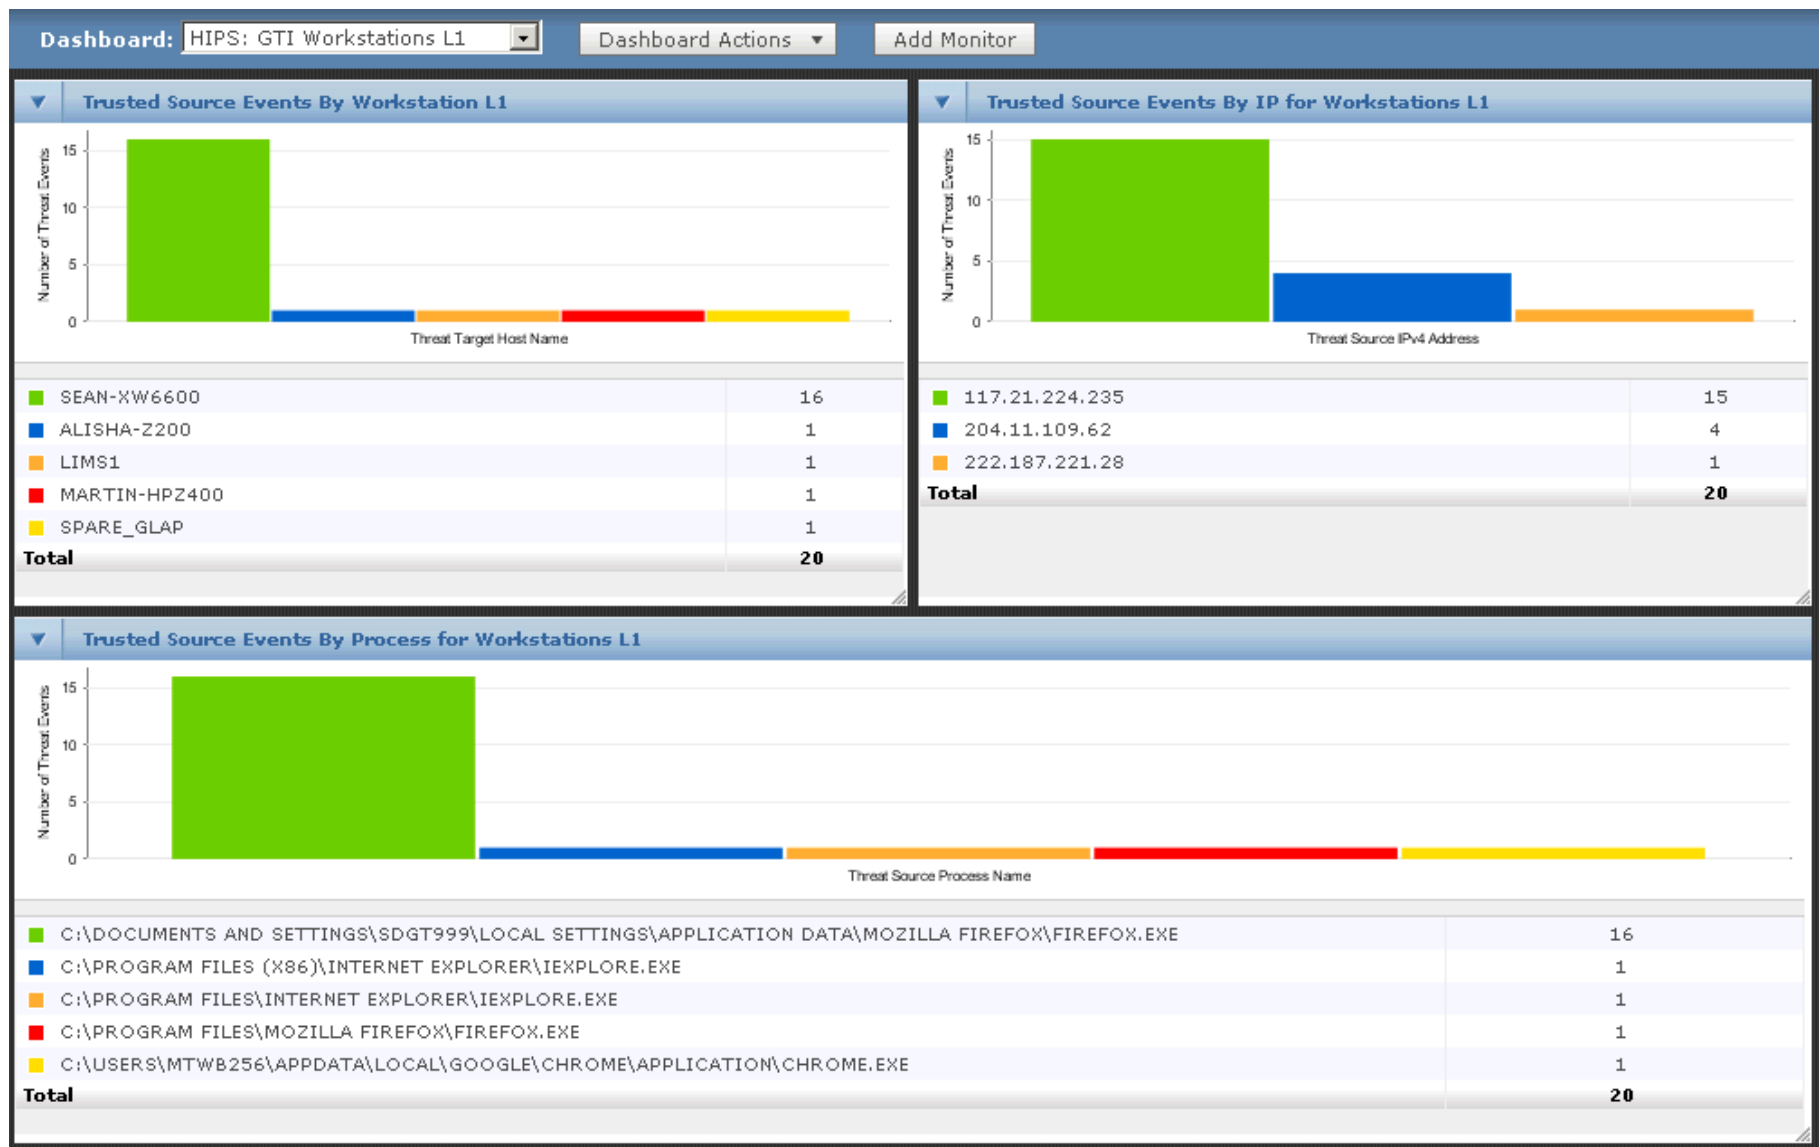 Dashboard: HIPS: GTI Workstations L1 Dashboard Actions Add Monitor
Trusted Source Events By Workstation L1
Number of Threat Events
15
10
5
0
Threat Target Host Name
SEAN-XW6600 16
ALISHA-Z200 1
LIMS1 1
MARTIN-HPZ400 1
SPARE_GLAP 1
Total 20
Trusted Source Events By IP for Workstations L1
Number of Threat Events
15
10
5
0
Threat Source IPv4 Address
117.21.224.235 15
204.11.109.62 4
222.187.221.28 1
Total 20
Trusted Source Events By Process for Workstations L1
Number of Threat Events
15
10
5
0
Threat Source Process Name
C:\DOCUMENTS AND SETTINGS\SDGT999\LOCAL SETTINGS\APPLICATION DATA\MOZILLA FIREFOX\FIREFOX.EXE 16
C:\PROGRAM FILES (X86)\INTERNET EXPLORER\IEXPLORE.EXE 1
C:\PROGRAM FILES\INTERNET EXPLORER\IEXPLORE.EXE 1
C:\PROGRAM FILES\MOZILLA FIREFOX\FIREFOX.EXE 1
C:\USERS\MTWB256\APPDATA\LOCAL\GOOGLE\CHROME\APPLICATION\CHROME.EXE 1
Total 20